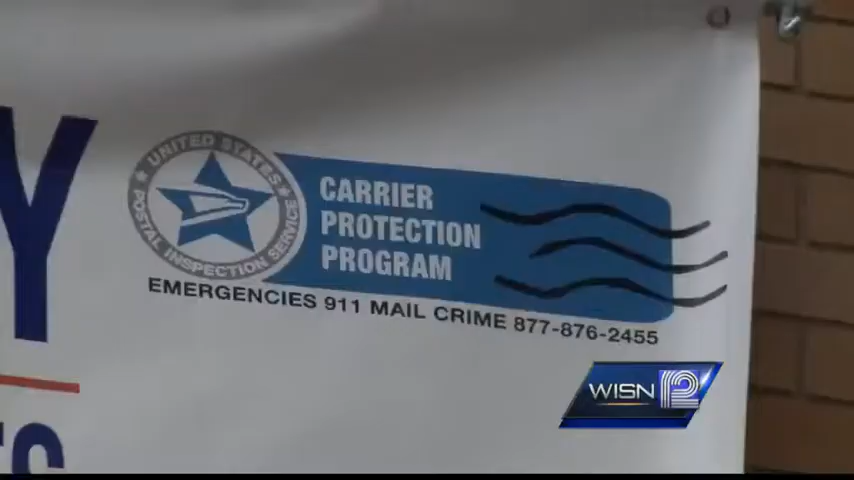 Y
UNITED STATES
POSTAL INSPECTION SERVICE
CARRIER
PROTECTION
PROGRAM
EMERGENCIES 911 MAIL CRIME 877-876-2455
WISN 12